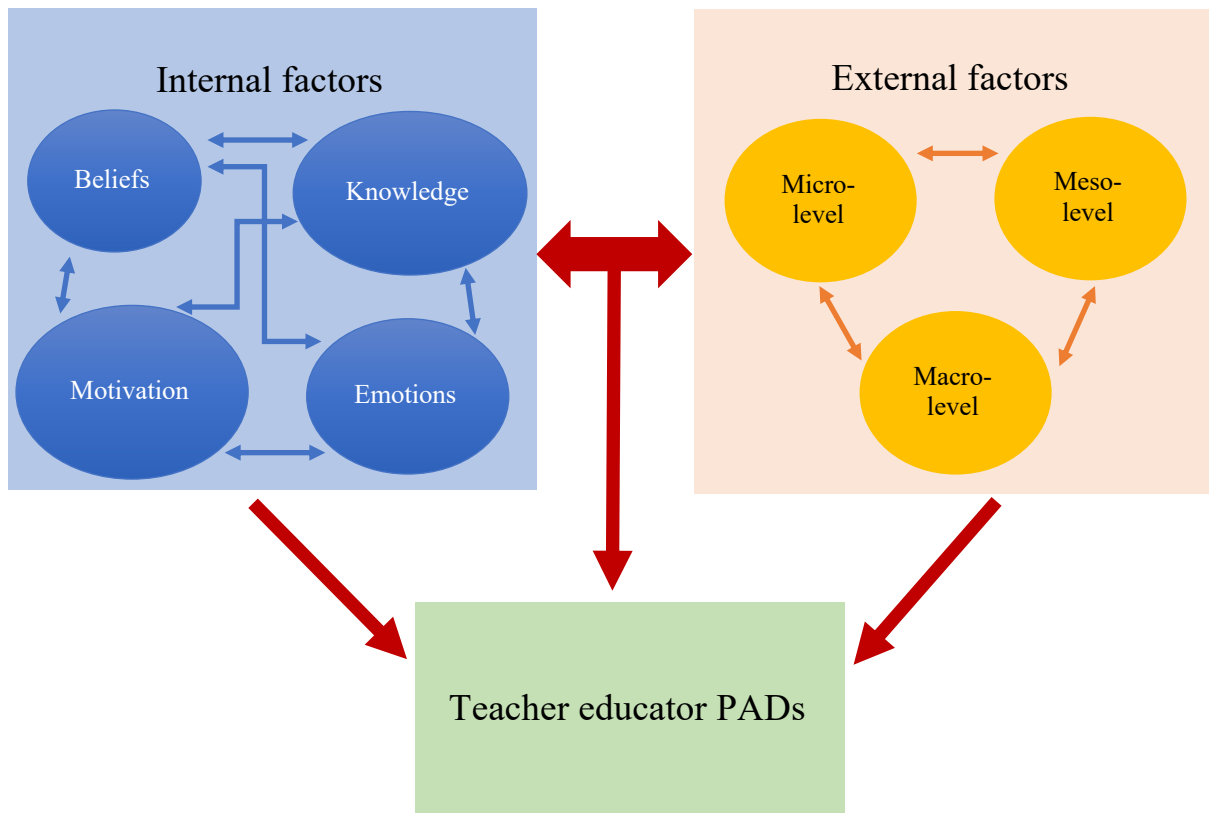 Internal factors
Beliefs
Knowledge
Motivation
Emotions
External factors
Micro-
level
Meso-
level
Macro-
level
Teacher educator PADs